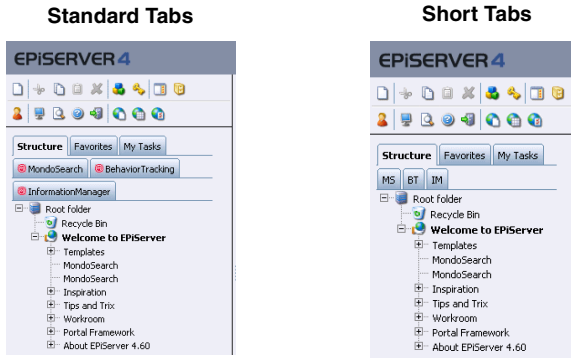 Standard Tabs
EPiSERVER 4
Structure Favorites My Tasks
MondoSearch BehaviorTracking
InformationManager
Root folder
Recycle Bin
Welcome to EPiServer
Templates
MondoSearch
MondoSearch
Inspiration
Tips and Trix
Workroom
Portal Framework
About EPiServer 4.60
Short Tabs
EPiSERVER 4
Structure Favorites My Tasks
MS BT IM
Root folder
Recycle Bin
Welcome to EPiServer
Templates
MondoSearch
MondoSearch
Inspiration
Tips and Trix
Workroom
Portal Framework
About EPiServer 4.60